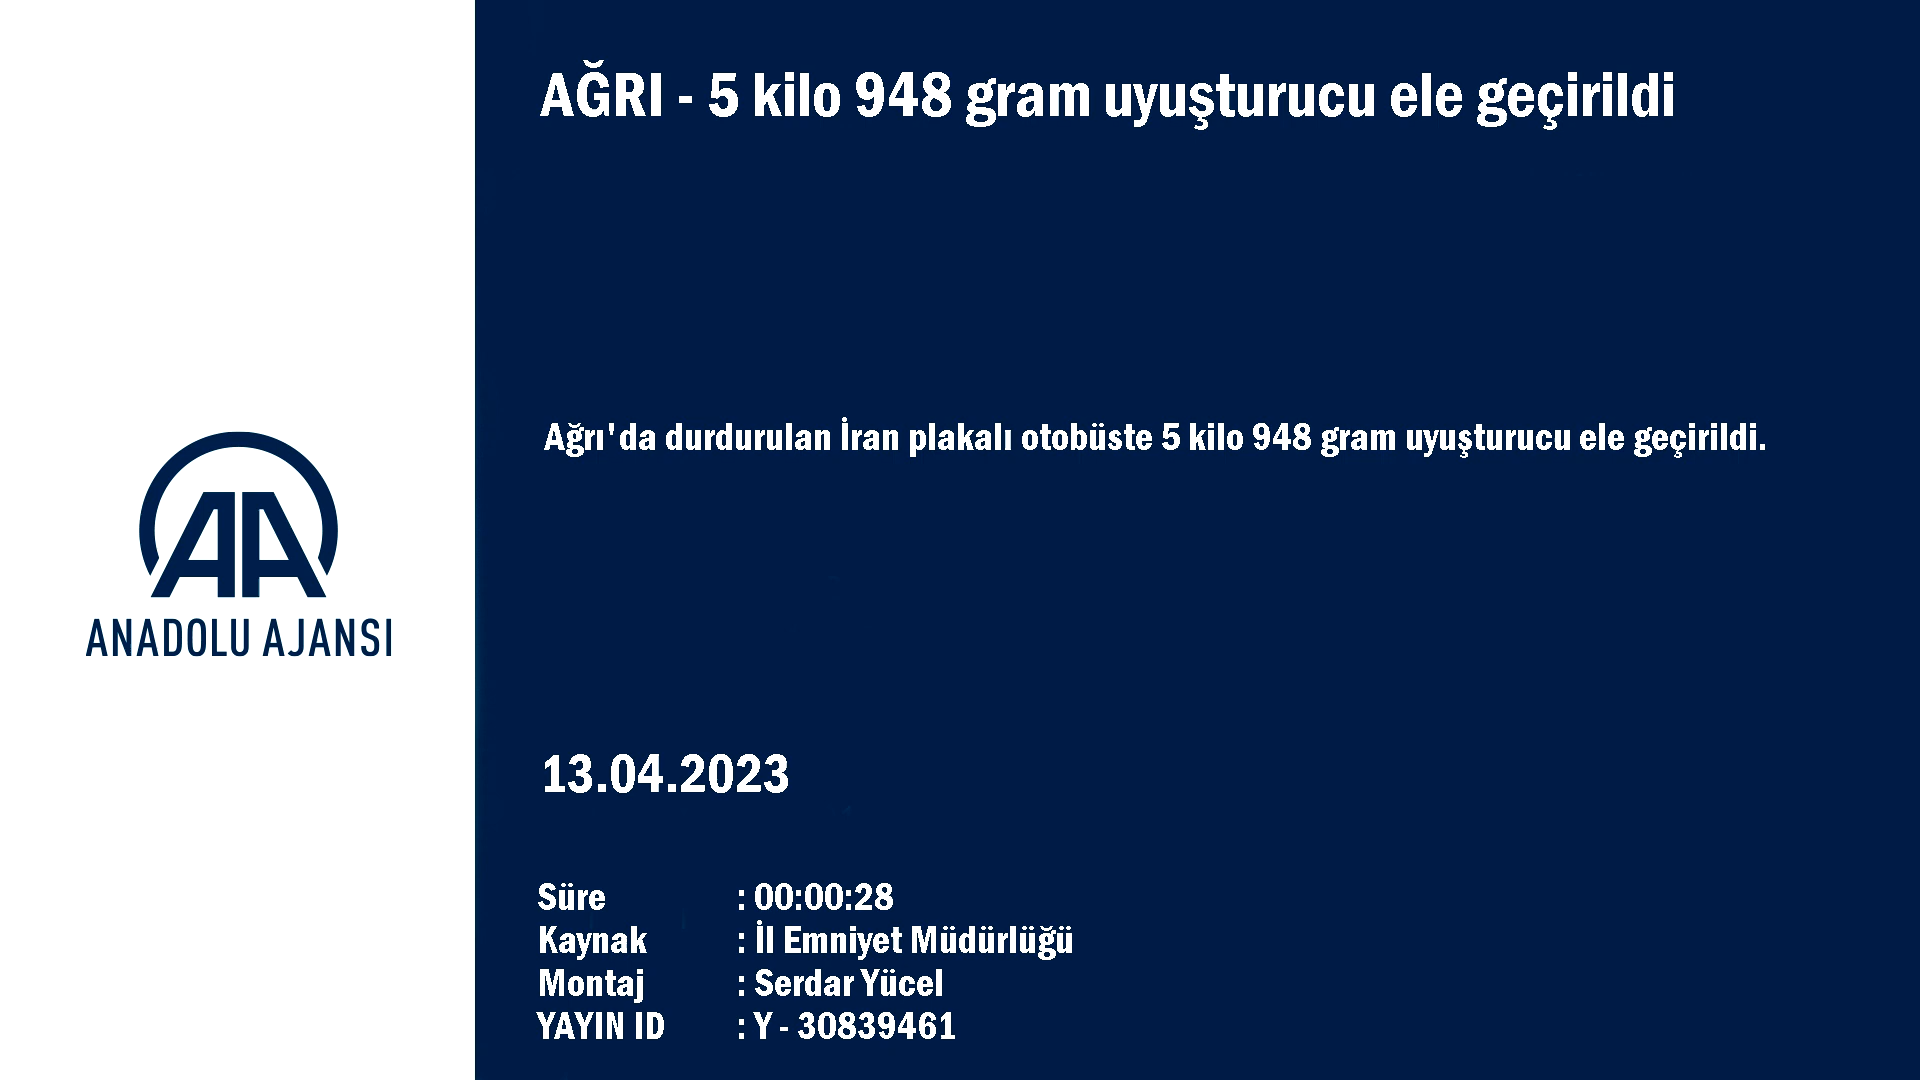 AĞRI - 5 kilo 948 gram uyuşturucu ele geçirildi
Ağrı'da durdurulan İran plakalı otobüste 5 kilo 948 gram uyuşturucu ele geçirildi.
AA
ANADOLU AJANSI
13.04.2023
Süre : 00:00:28
Kaynak : İl Emniyet Müdürlüğü
Montaj : Serdar Yücel
YAYIN ID : Y - 30839461